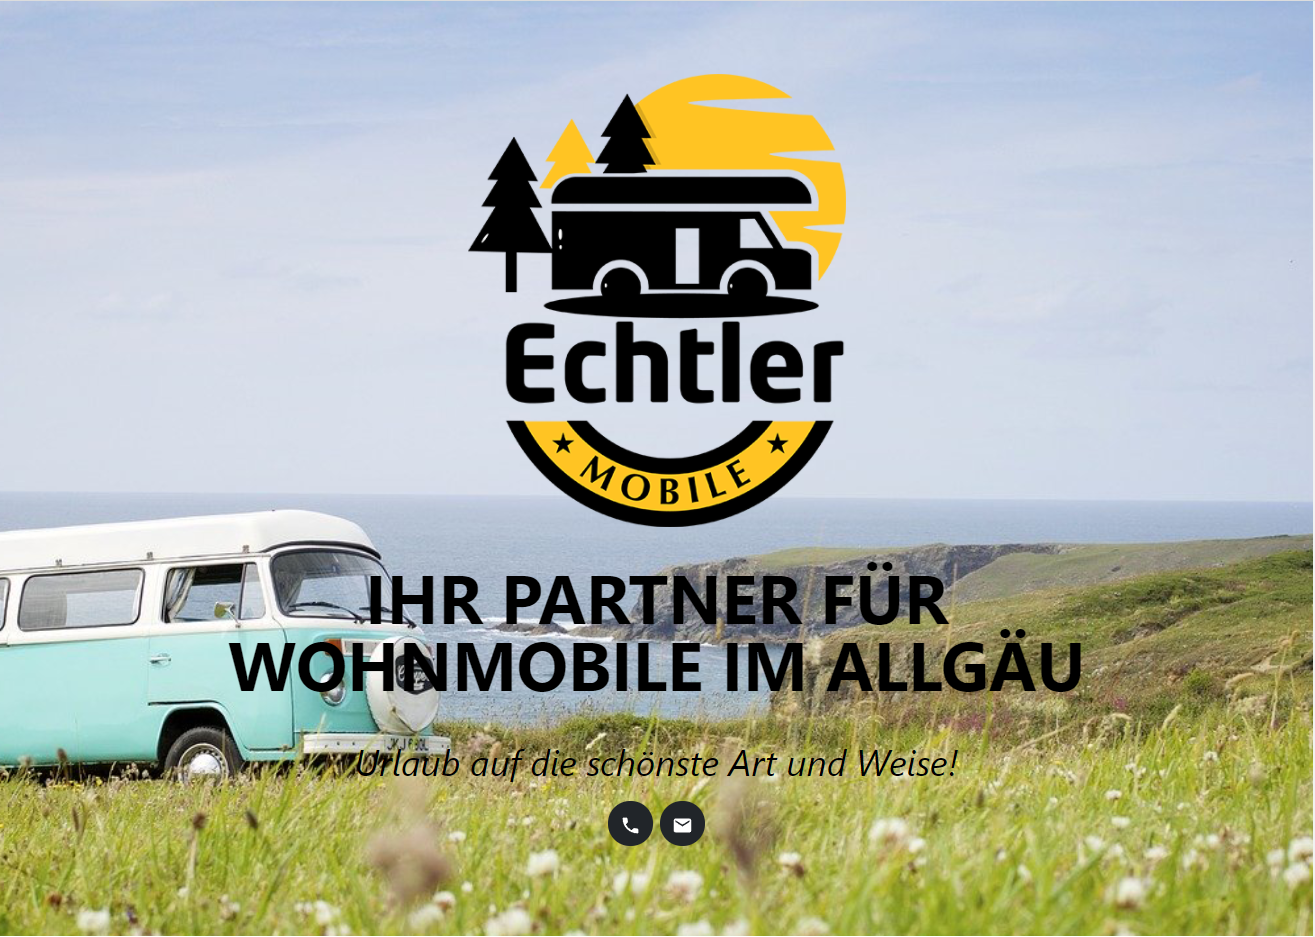 Echtler
MOBILE
IHR PARTNER FÜR
WOHNMOBILE IM ALLGÄU
Urlaub auf die schönste Art und Weise!